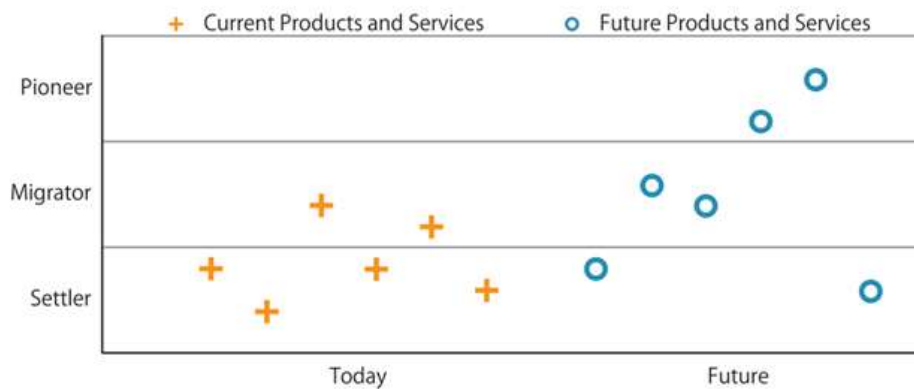 Current Products and Services Future Products and Services
Pioneer
Migrator
Settler
Today Future